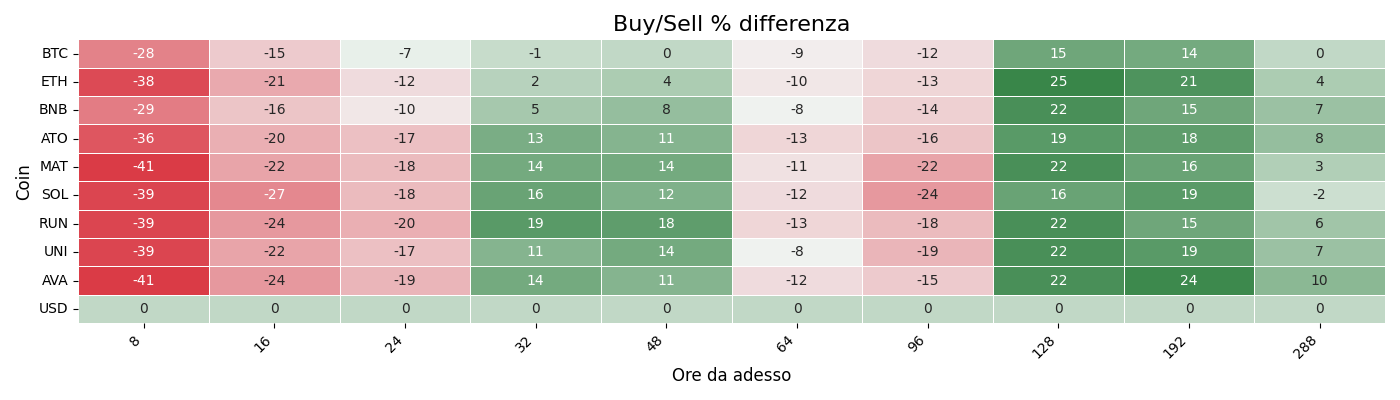 Buy/Sell % differenza
Coin
BTC -28 -15 -7 -1 0 -9 -12 15 14 0
ETH -38 -21 -12 2 4 -10 -13 25 21 4
BNB -29 -16 -10 5 8 -8 -14 22 15 7
ATO -36 -20 -17 13 11 -13 -16 19 18 8
MAT -41 -22 -18 14 14 -11 -22 22 16 3
SOL -39 -27 -18 16 12 -12 -24 16 19 -2
RUN -39 -24 -20 19 18 -13 -18 22 15 6
UNI -39 -22 -17 11 14 -8 -19 22 19 7
AVA -41 -24 -19 14 11 -12 -15 22 24 10
USD 0 0 0 0 0 0 0 0 0 0
8 16 24 32 48 64 96 128 192 288
Ore da adesso